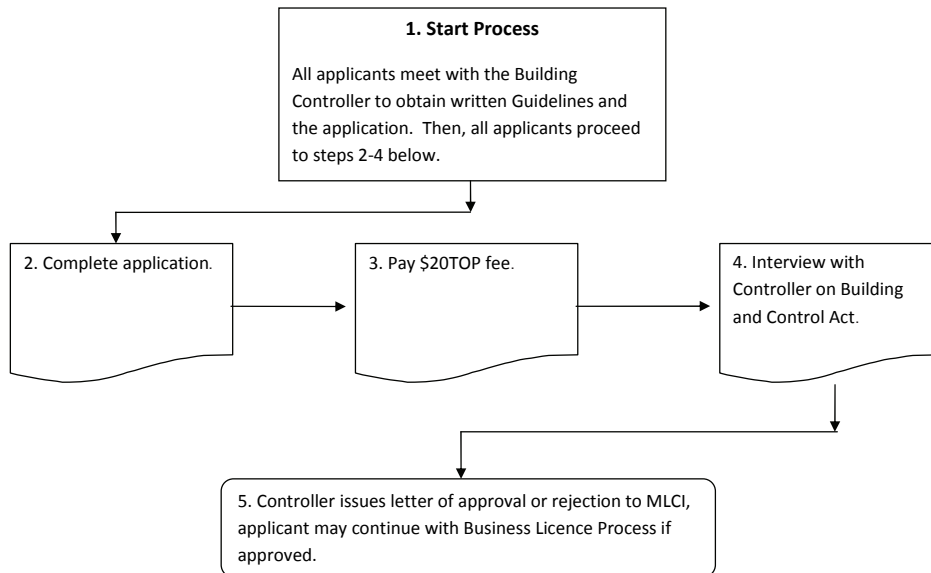 1. Start Process
All applicants meet with the Building
Controller to obtain written Guidelines and
the application.  Then, all applicants proceed
to steps 2-4 below.
2. Complete application.
3. Pay $20TOP fee.
4. Interview with
Controller on Building
and Control Act.
5. Controller issues letter of approval or rejection to MLCI,
applicant may continue with Business Licence Process if
approved.